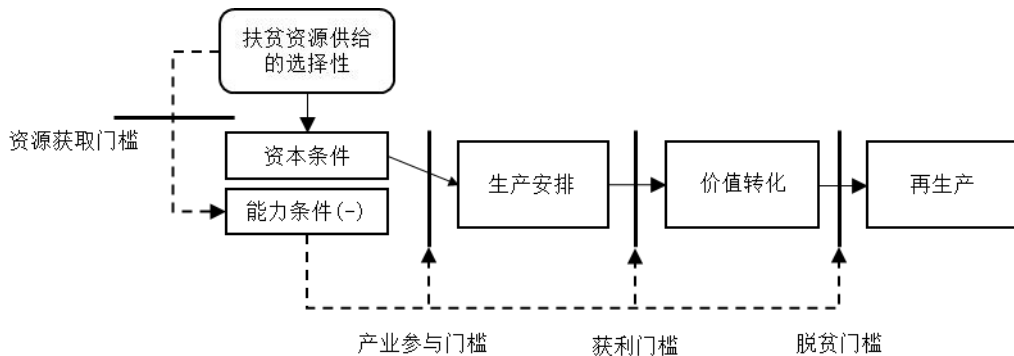 扶贫资源供给
的选择性
资源获取门槛
资本条件
能力条件(-)
生产安排
价值转化
再生产
产业参与门槛
获利门槛
脱贫门槛